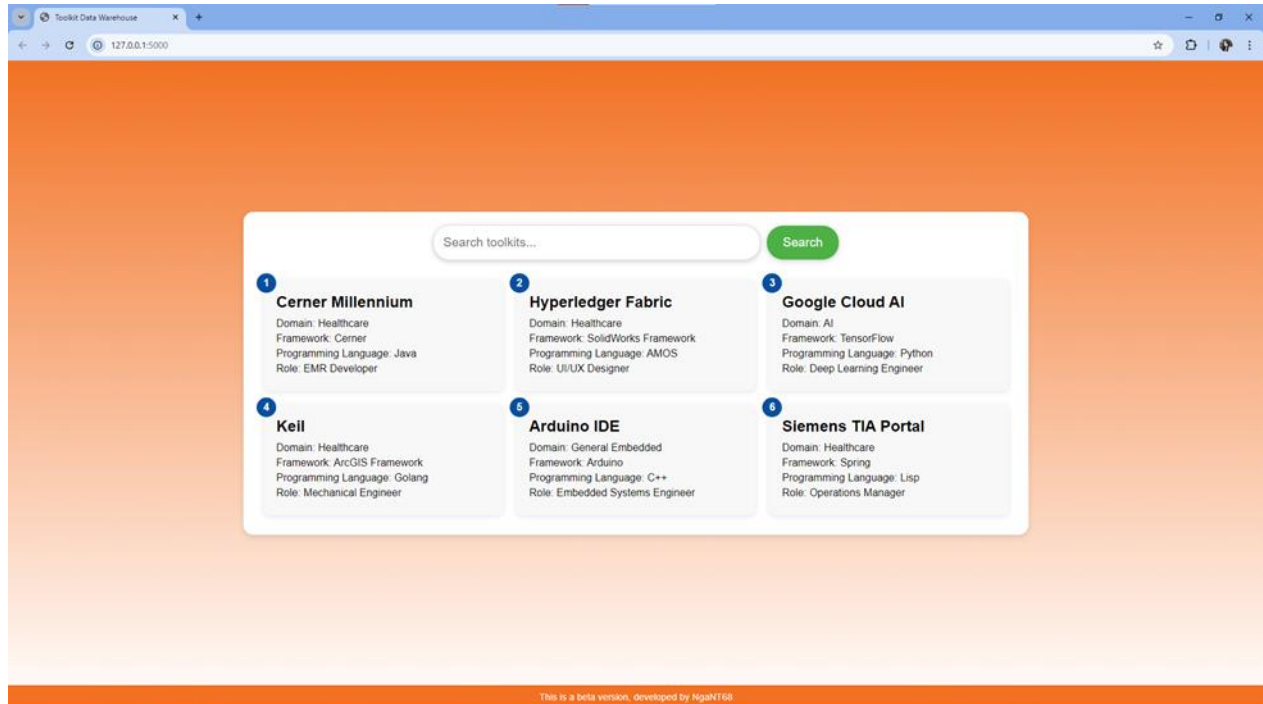 Toolkit Data Warehouse
127.0.0.1:5000
Search toolkits...
Search
1
Cerner Millennium
Domain: Healthcare
Framework: Cerner
Programming Language: Java
Role: EMR Developer
2
Hyperledger Fabric
Domain: Healthcare
Framework: SolidWorks Framework
Programming Language: AMOS
Role: UI/UX Designer
3
Google Cloud AI
Domain: AI
Framework: TensorFlow
Programming Language: Python
Role: Deep Learning Engineer
4
Keil
Domain: Healthcare
Framework: ArcGIS Framework
Programming Language: Golang
Role: Mechanical Engineer
5
Arduino IDE
Domain: General Embedded
Framework: Arduino
Programming Language: C++
Role: Embedded Systems Engineer
6
Siemens TIA Portal
Domain: Healthcare
Framework: Spring
Programming Language: Lisp
Role: Operations Manager
This is a beta version, developed by NgaNT68